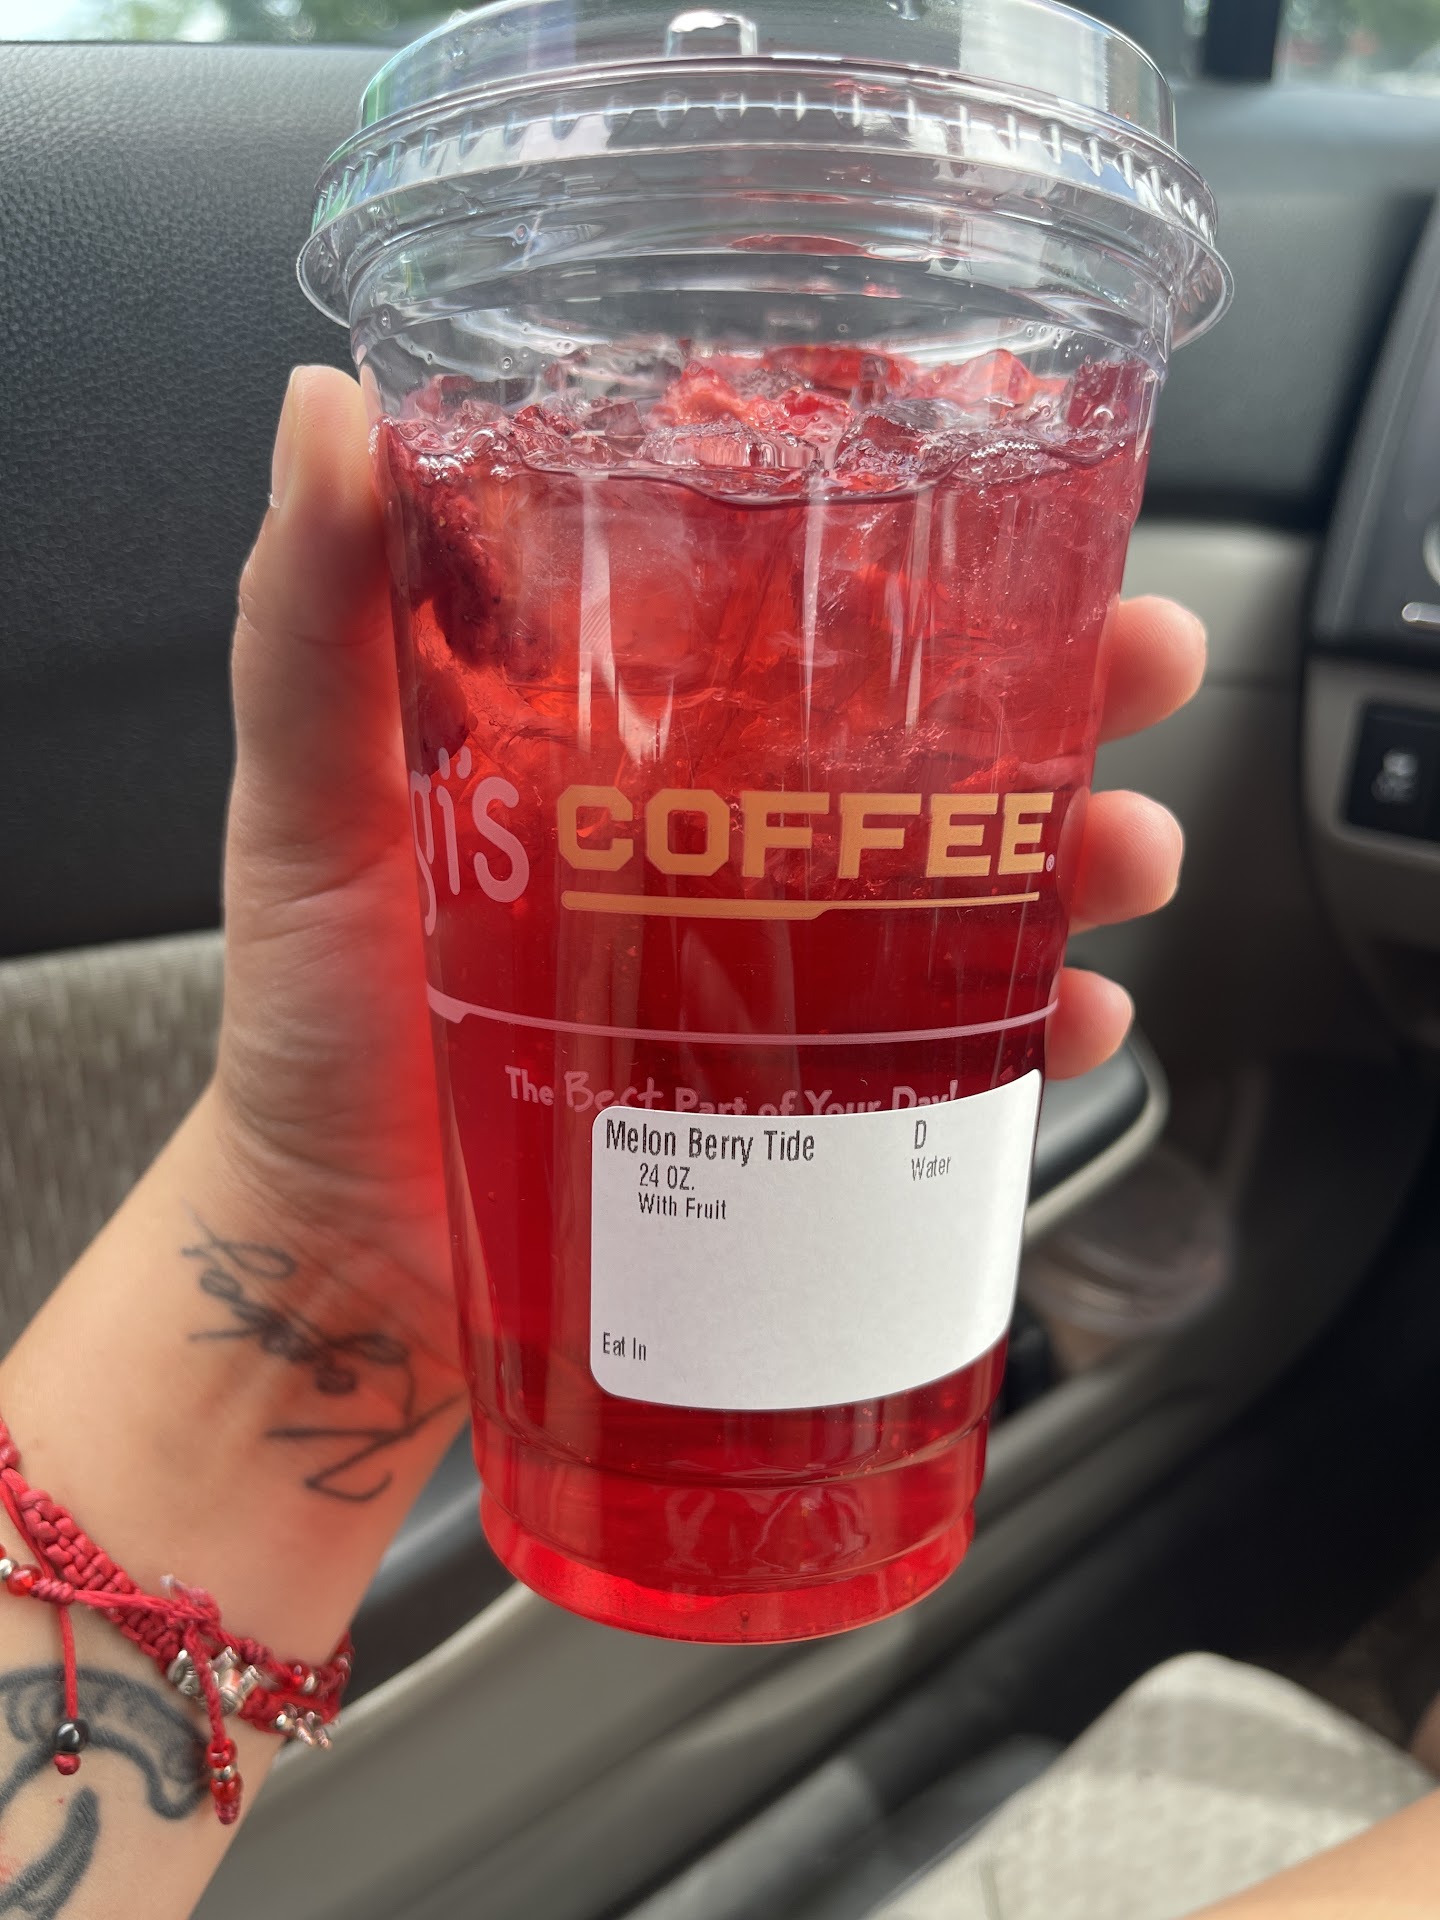 gi's COFFEE®
The Best Part of Your Day!
Melon Berry Tide D
24 OZ. Water
With Fruit
Eat In